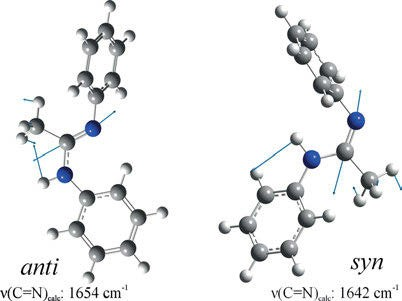 anti
ν(C=N)calc: 1654 cm-1
syn
ν(C=N)calc: 1642 cm-1